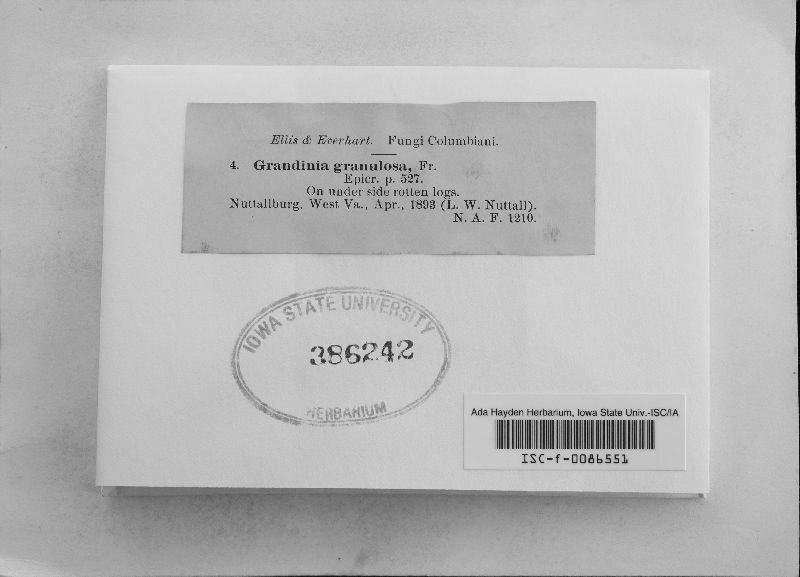 Ellis & Everhart. Fungi Columbiani.
4. Grandinia granulosa, Fr.
Epicr. p. 527.
On under side rotten logs.
Nuttallburg, West Va., Apr., 1893 (L. W. Nuttall).
N. A. F. 1210.
IOWA STATE UNIVERSITY
386242
HERBARIUM
Ada Hayden Herbarium, Iowa State Univ.-ISC/IA
ISC-f-0086551